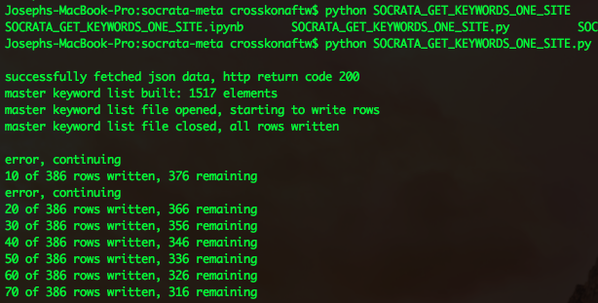 Josephs-MacBook-Pro:socrata-meta crosskonaftw$ python SOCRATA_GET_KEYWORDS_ONE_SITE
SOCRATA_GET_KEYWORDS_ONE_SITE.ipynb SOCRATA_GET_KEYWORDS_ONE_SITE.py SOC
Josephs-MacBook-Pro:socrata-meta crosskonaftw$ python SOCRATA_GET_KEYWORDS_ONE_SITE.py
successfully fetched json data, http return code 200
master keyword list built: 1517 elements
master keyword list file opened, starting to write rows
master keyword list file closed, all rows written
error, continuing
10 of 386 rows written, 376 remaining
error, continuing
20 of 386 rows written, 366 remaining
30 of 386 rows written, 356 remaining
40 of 386 rows written, 346 remaining
50 of 386 rows written, 336 remaining
60 of 386 rows written, 326 remaining
70 of 386 rows written, 316 remaining